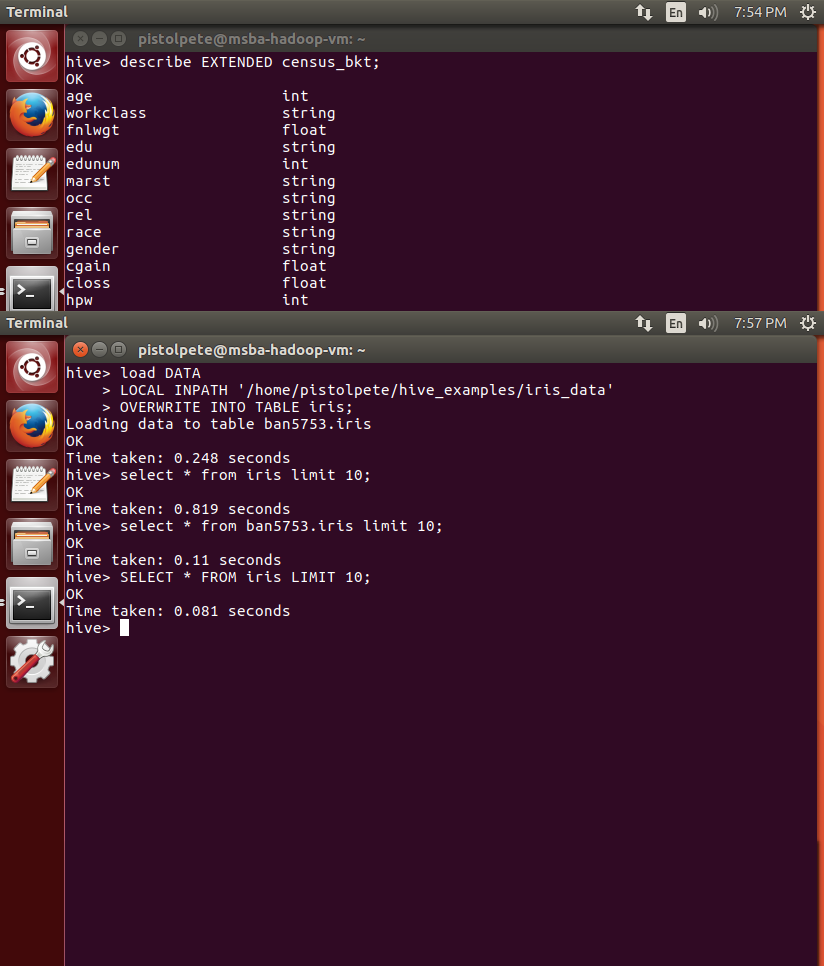 Terminal En 7:54 PM
pistolpete@msba-hadoop-vm: ~
hive> describe EXTENDED census_bkt;
OK
age int
workclass string
fnlwgt float
edu string
edunum int
marst string
occ string
rel string
race string
gender string
cgain float
closs float
hpw int
Terminal En 7:57 PM
pistolpete@msba-hadoop-vm: ~
hive> load DATA
> LOCAL INPATH '/home/pistolpete/hive_examples/iris_data'
> OVERWRITE INTO TABLE iris;
Loading data to table ban5753.iris
OK
Time taken: 0.248 seconds
hive> select * from iris limit 10;
OK
Time taken: 0.819 seconds
hive> select * from ban5753.iris limit 10;
OK
Time taken: 0.11 seconds
hive> SELECT * FROM iris LIMIT 10;
OK
Time taken: 0.081 seconds
hive>